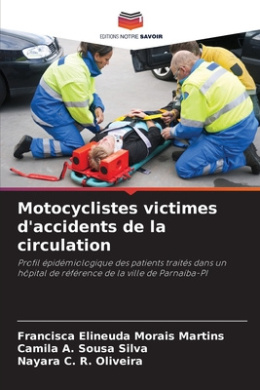 EDITIONS NOTRE SAVOIR
Motocyclistes victimes
d'accidents de la
circulation
Profil épidémiologique des patients traités dans un
hôpital de référence de la ville de Parnaíba-PI
Francisca Elineuda Morais Martins
Camila A. Sousa Silva
Nayara C. R. Oliveira